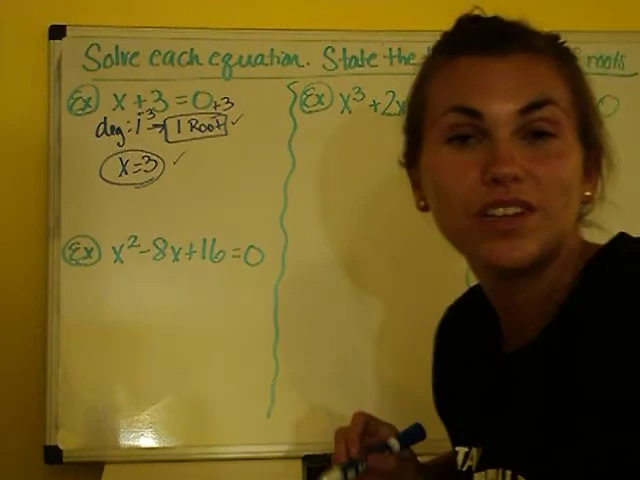 Solve each equation. State the roots
Ex x + 3 = 0 +3
-3
deg: 1 → 1 Root ✓
x = 3 ✓
Ex x² - 8x + 16 = 0
Ex x³ + 2x 0